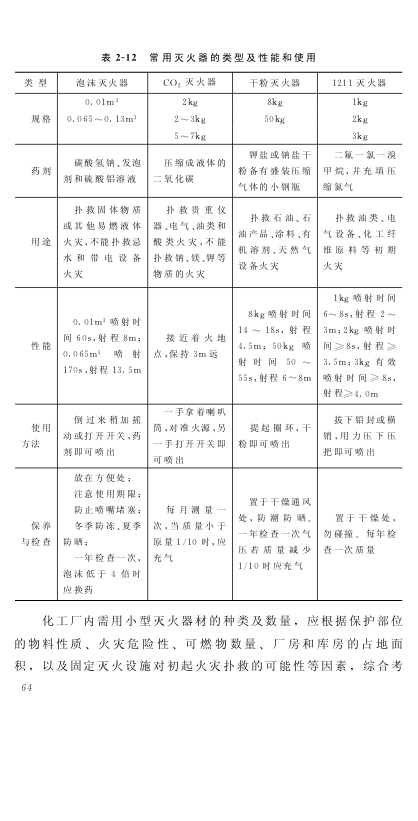 表 2-12 常用灭火器的类型及性能和使用
类 型 泡沫灭火器 CO₂ 灭火器 干粉灭火器 1211 灭火器
规格
0.01m³
0.065～0.13m³
2kg
2～3kg
5～7kg
8kg
50kg
1kg
2kg
3kg
药剂
碳酸氢钠、发泡
剂和硫酸铝溶液
压缩成液体的
二氧化碳
钾盐或钠盐干
粉备有盛装压缩
气体的小钢瓶
二氟一氯一溴
甲烷，并充填压
缩氮气
用途
扑救固体物质
或其他易燃液体
火灾，不能扑救忌
水和带电设备
火灾
扑救贵重仪
器、电气、油类和
酸类火灾，不能
扑救钠、镁、钾等
物质的火灾
扑救石油、石
油产品、涂料、有
机溶剂、天然气
设备火灾
扑救油类、电
气设备、化工纤
维原料等初期
火灾
性能
0.01m³ 喷射时
间 60s，射程 8m；
0.065m³ 喷射
170s，射程 13.5m
接近着火地
点，保持 3m 远
8kg 喷射时间
14～18s，射程
4.5m；50kg 喷
射时间 50～
55s，射程 6～8m
1kg 喷射时间
6～8s，射程 2～
3m；2kg 喷射时
间≥8s，射程≥
3.5m；3kg 有效
喷射时间≥8s，
射程≥4.0m
使用
方法
倒过来稍加摇
动或打开开关，药
剂即可喷出
一手拿着喇叭
筒，对准火源，另
一手打开开关即
可喷出
提起圈环，干
粉即可喷出
拔下铅封或横
销，用力压下压
把即可喷出
保养
与检查
放在方便处；
注意使用期限；
防止喷嘴堵塞；
冬季防冻、夏季
防晒；
一年检查一次，
泡沫低于 4 倍时
应换药
每月测量一
次，当质量小于
原量 1/10 时，应
充气
置于干燥通风
处，防潮防晒。
一年检查一次气
压若质量减少
1/10 时应充气
置于干燥处，
勿碰撞。每年检
查一次质量
化工厂内需用小型灭火器材的种类及数量，应根据保护部位
的物料性质、火灾危险性、可燃物数量、厂房和库房的占地面
积，以及固定灭火设施对初起火灾扑救的可能性等因素，综合考
64